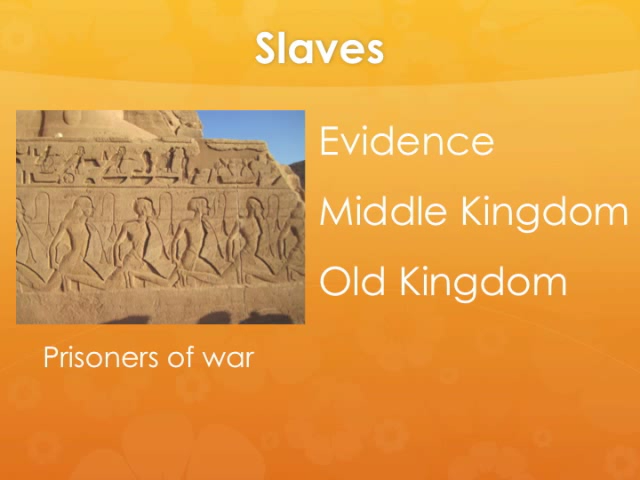 Slaves
Evidence
Middle Kingdom
Old Kingdom
Prisoners of war